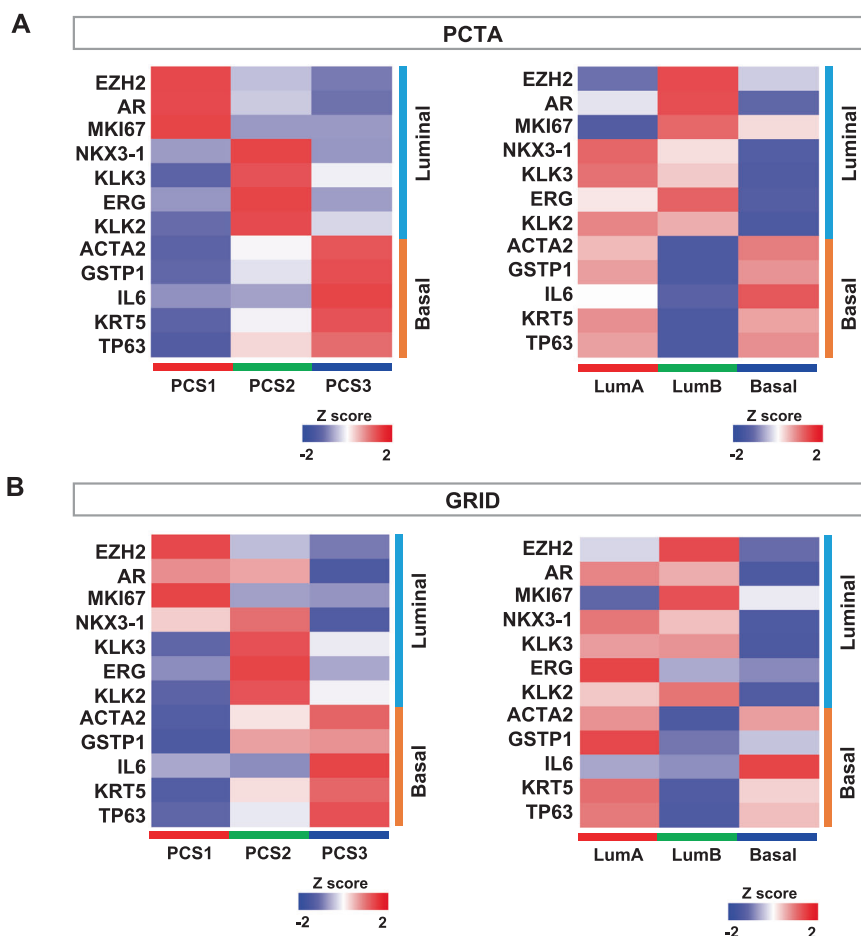 A
PCTA
EZH2
AR
MKI67
NKX3-1
KLK3
ERG
KLK2
ACTA2
GSTP1
IL6
KRT5
TP63
Luminal
Basal
PCS1 PCS2 PCS3
Z score
-2 2
EZH2
AR
MKI67
NKX3-1
KLK3
ERG
KLK2
ACTA2
GSTP1
IL6
KRT5
TP63
Luminal
Basal
LumA LumB Basal
Z score
-2 2
B
GRID
EZH2
AR
MKI67
NKX3-1
KLK3
ERG
KLK2
ACTA2
GSTP1
IL6
KRT5
TP63
Luminal
Basal
PCS1 PCS2 PCS3
Z score
-2 2
EZH2
AR
MKI67
NKX3-1
KLK3
ERG
KLK2
ACTA2
GSTP1
IL6
KRT5
TP63
Luminal
Basal
LumA LumB Basal
Z score
-2 2